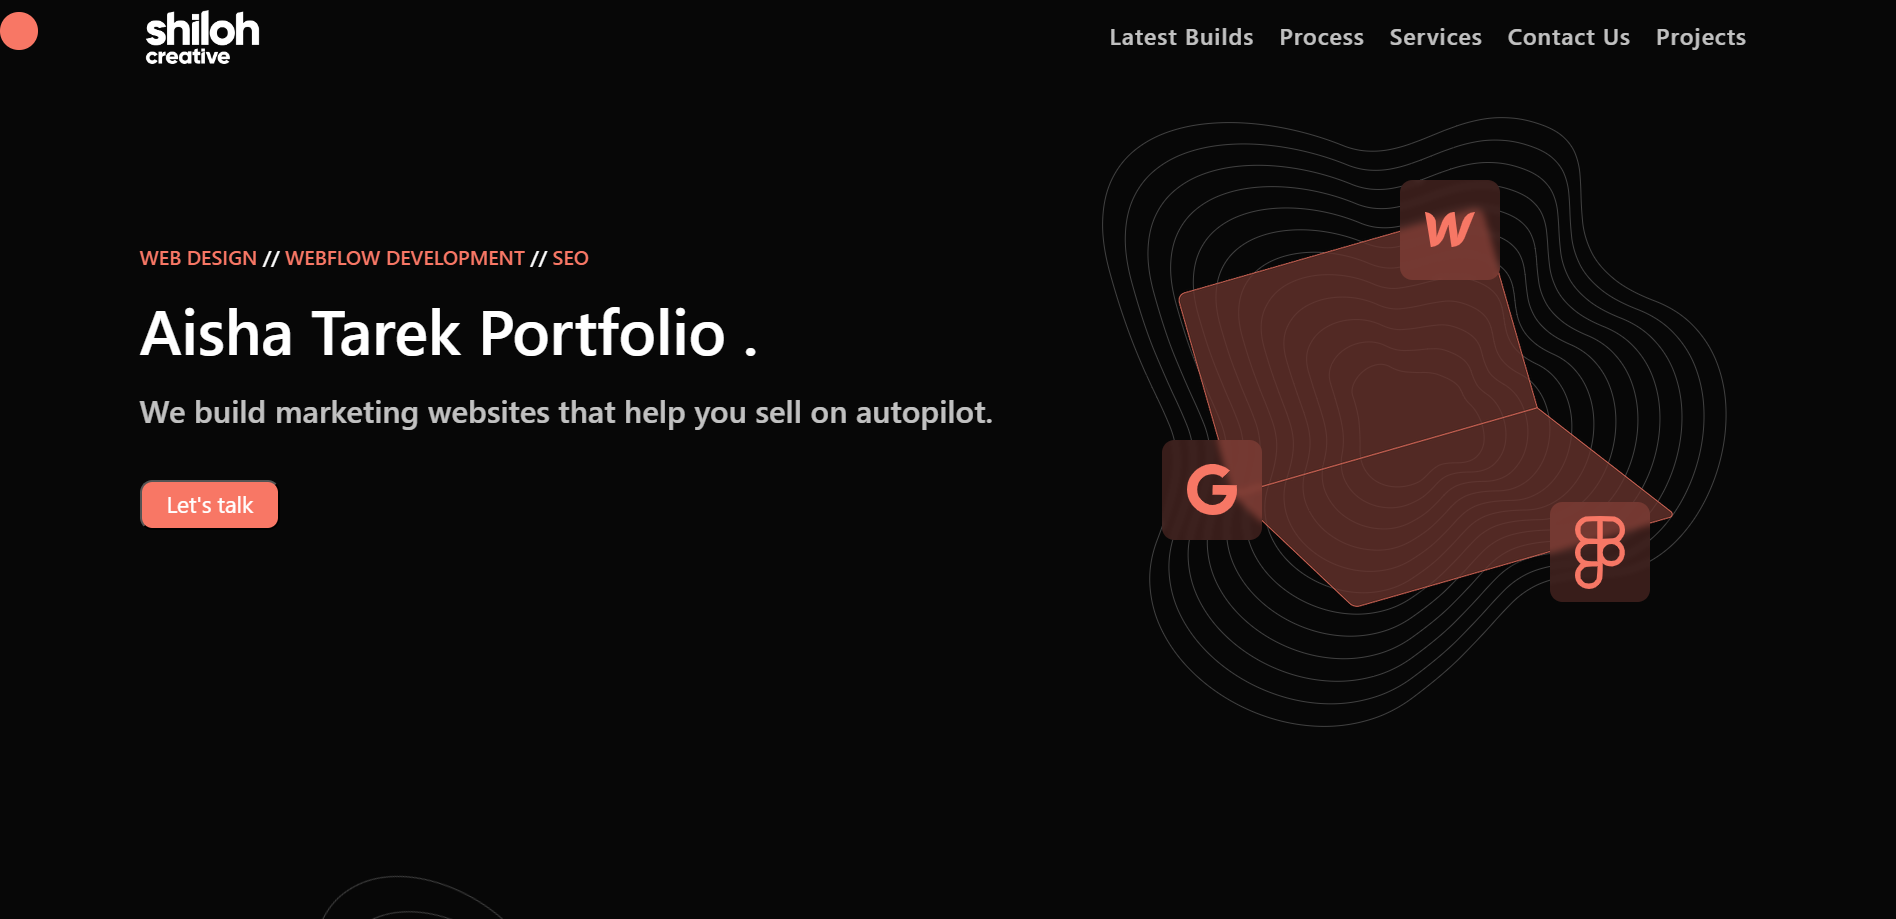 shiloh
creative
Latest Builds Process Services Contact Us Projects
WEB DESIGN // WEBFLOW DEVELOPMENT // SEO
Aisha Tarek Portfolio .
We build marketing websites that help you sell on autopilot.
Let's talk
W
G